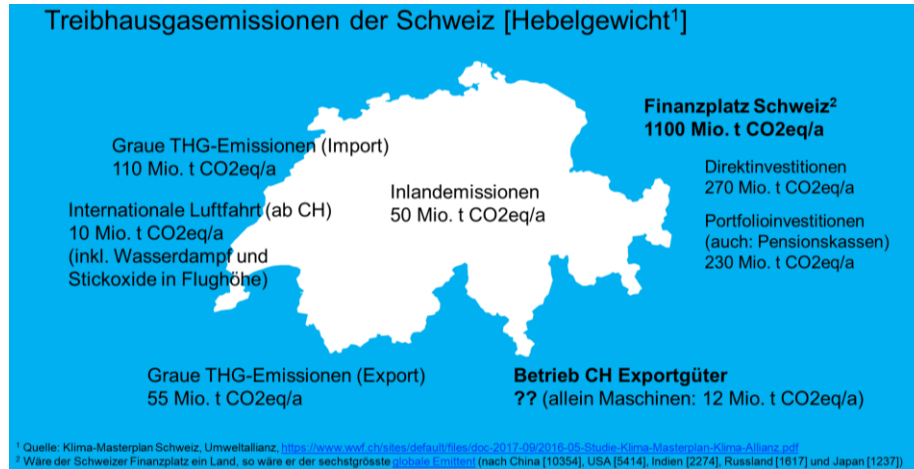 Treibhausgasemissionen der Schweiz [Hebelgewicht¹]
Graue THG-Emissionen (Import)
110 Mio. t CO2eq/a
Internationale Luftfahrt (ab CH)
10 Mio. t CO2eq/a
(inkl. Wasserdampf und
Stickoxide in Flughöhe)
Inlandemissionen
50 Mio. t CO2eq/a
Finanzplatz Schweiz²
1100 Mio. t CO2eq/a
Direktinvestitionen
270 Mio. t CO2eq/a
Portfolioinvestitionen
(auch: Pensionskassen)
230 Mio. t CO2eq/a
Graue THG-Emissionen (Export)
55 Mio. t CO2eq/a
Betrieb CH Exportgüter
?? (allein Maschinen: 12 Mio. t CO2eq/a)
¹ Quelle: Klima-Masterplan Schweiz, Umweltallianz, https://www.wwf.ch/sites/default/files/doc-2017-09/2016-05-Studie-Klima-Masterplan-Klima-Allianz.pdf
² Wäre der Schweizer Finanzplatz ein Land, so wäre er der sechstgrösste globale Emittent (nach China [10354], USA [5414], Indien [2274], Russland [1617] und Japan [1237])